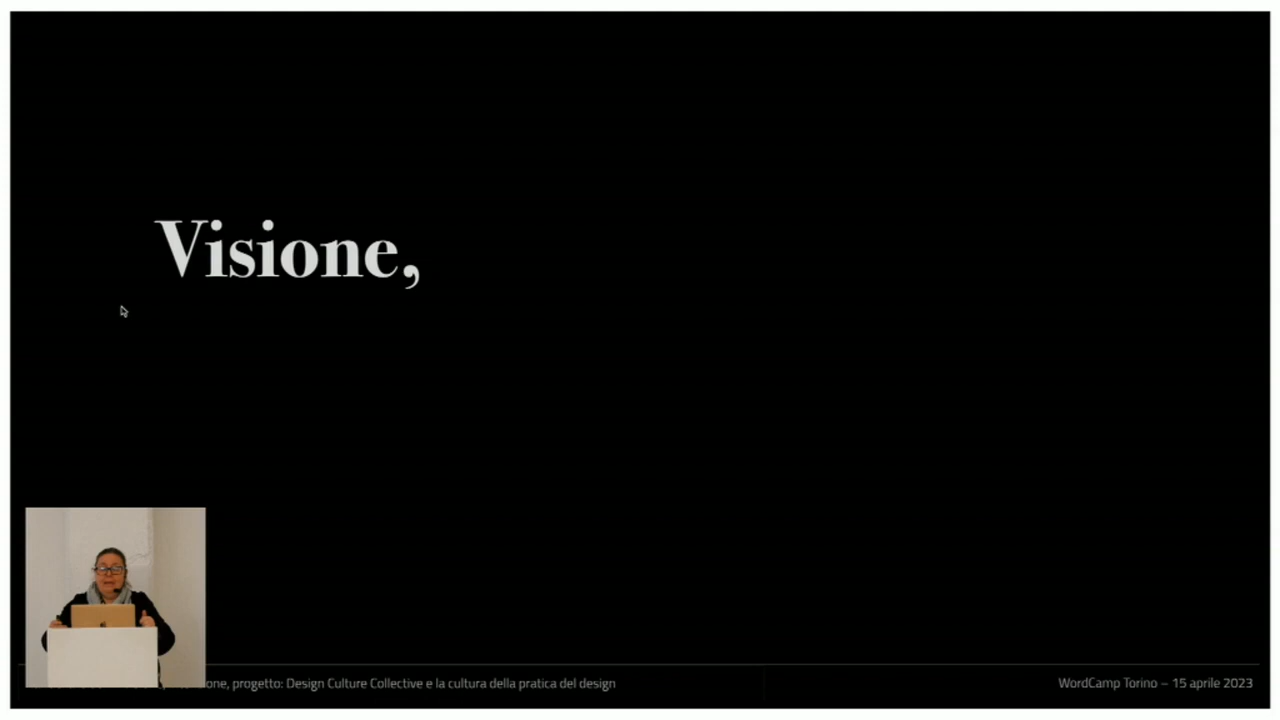 Visione,
one, progetto: Design Culture Collective e la cultura della pratica del design
WordCamp Torino – 15 aprile 2023